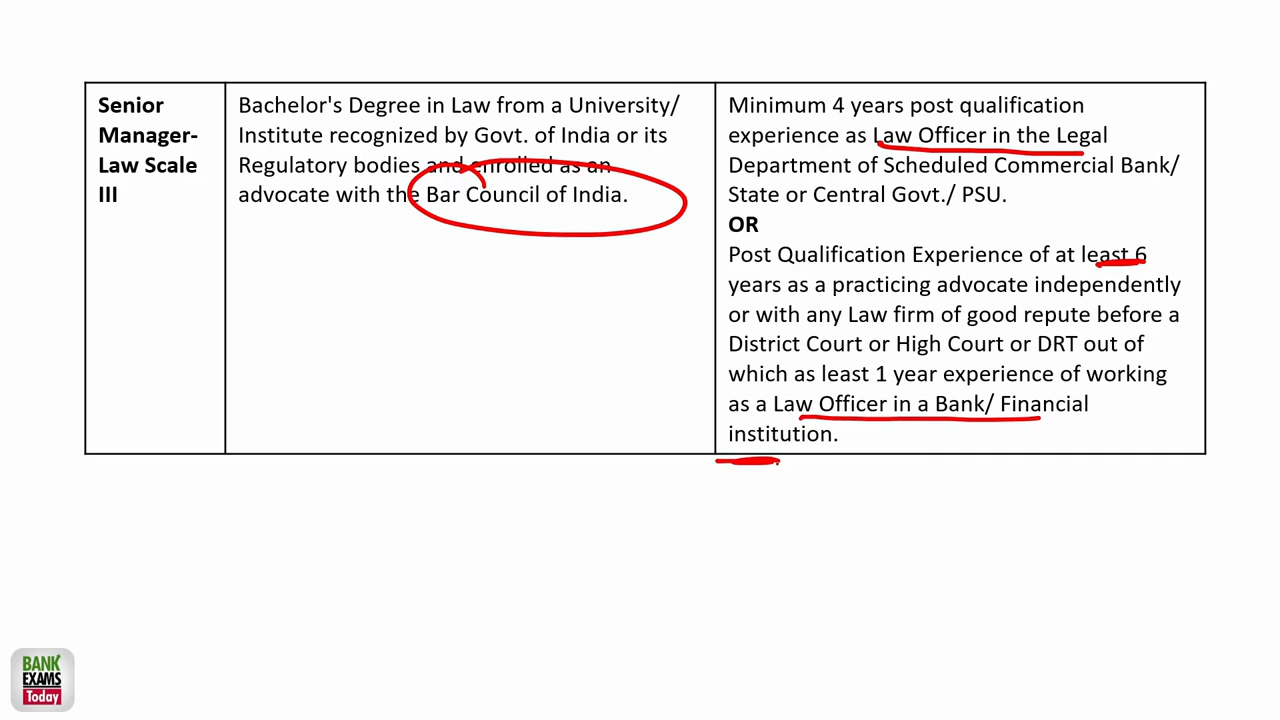 Senior
Manager-
Law Scale
III
Bachelor's Degree in Law from a University/
Institute recognized by Govt. of India or its
Regulatory bodies and enrolled as an
advocate with the Bar Council of India.
Minimum 4 years post qualification
experience as Law Officer in the Legal
Department of Scheduled Commercial Bank/
State or Central Govt./ PSU.
OR
Post Qualification Experience of at least 6
years as a practicing advocate independently
or with any Law firm of good repute before a
District Court or High Court or DRT out of
which as least 1 year experience of working
as a Law Officer in a Bank/ Financial
institution.
BANK
EXAMS
Today